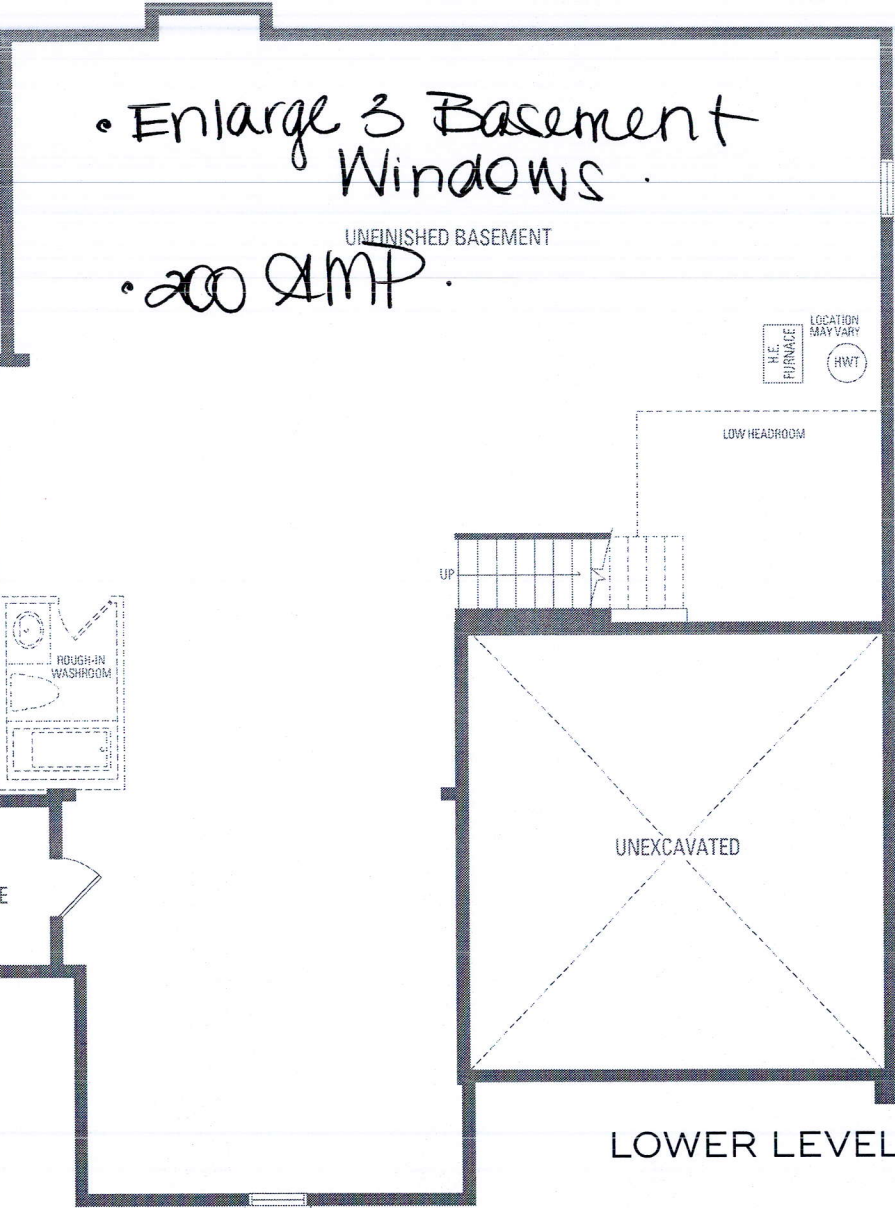 • Enlarge 3 Basement
Windows.
UNFINISHED BASEMENT
• 200 AMP.
LOCATION
MAY VARY
H.E.
FURNACE
HWT
LOW HEADROOM
UP
ROUGH-IN
WASHROOM
UNEXCAVATED
E
LOWER LEVEL